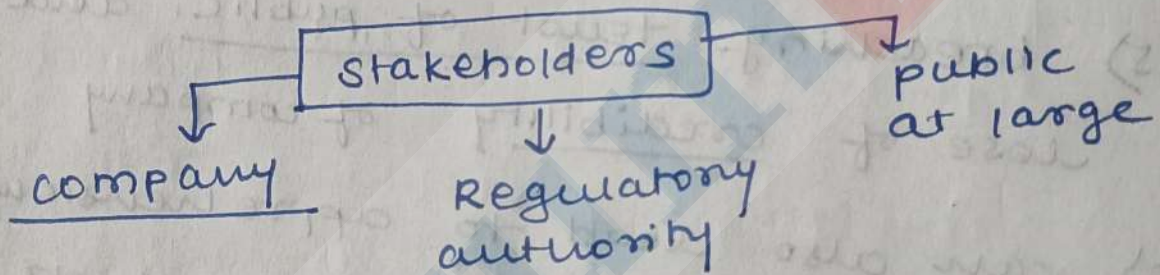 stakeholders
public
at large
company
Regulatory
authority